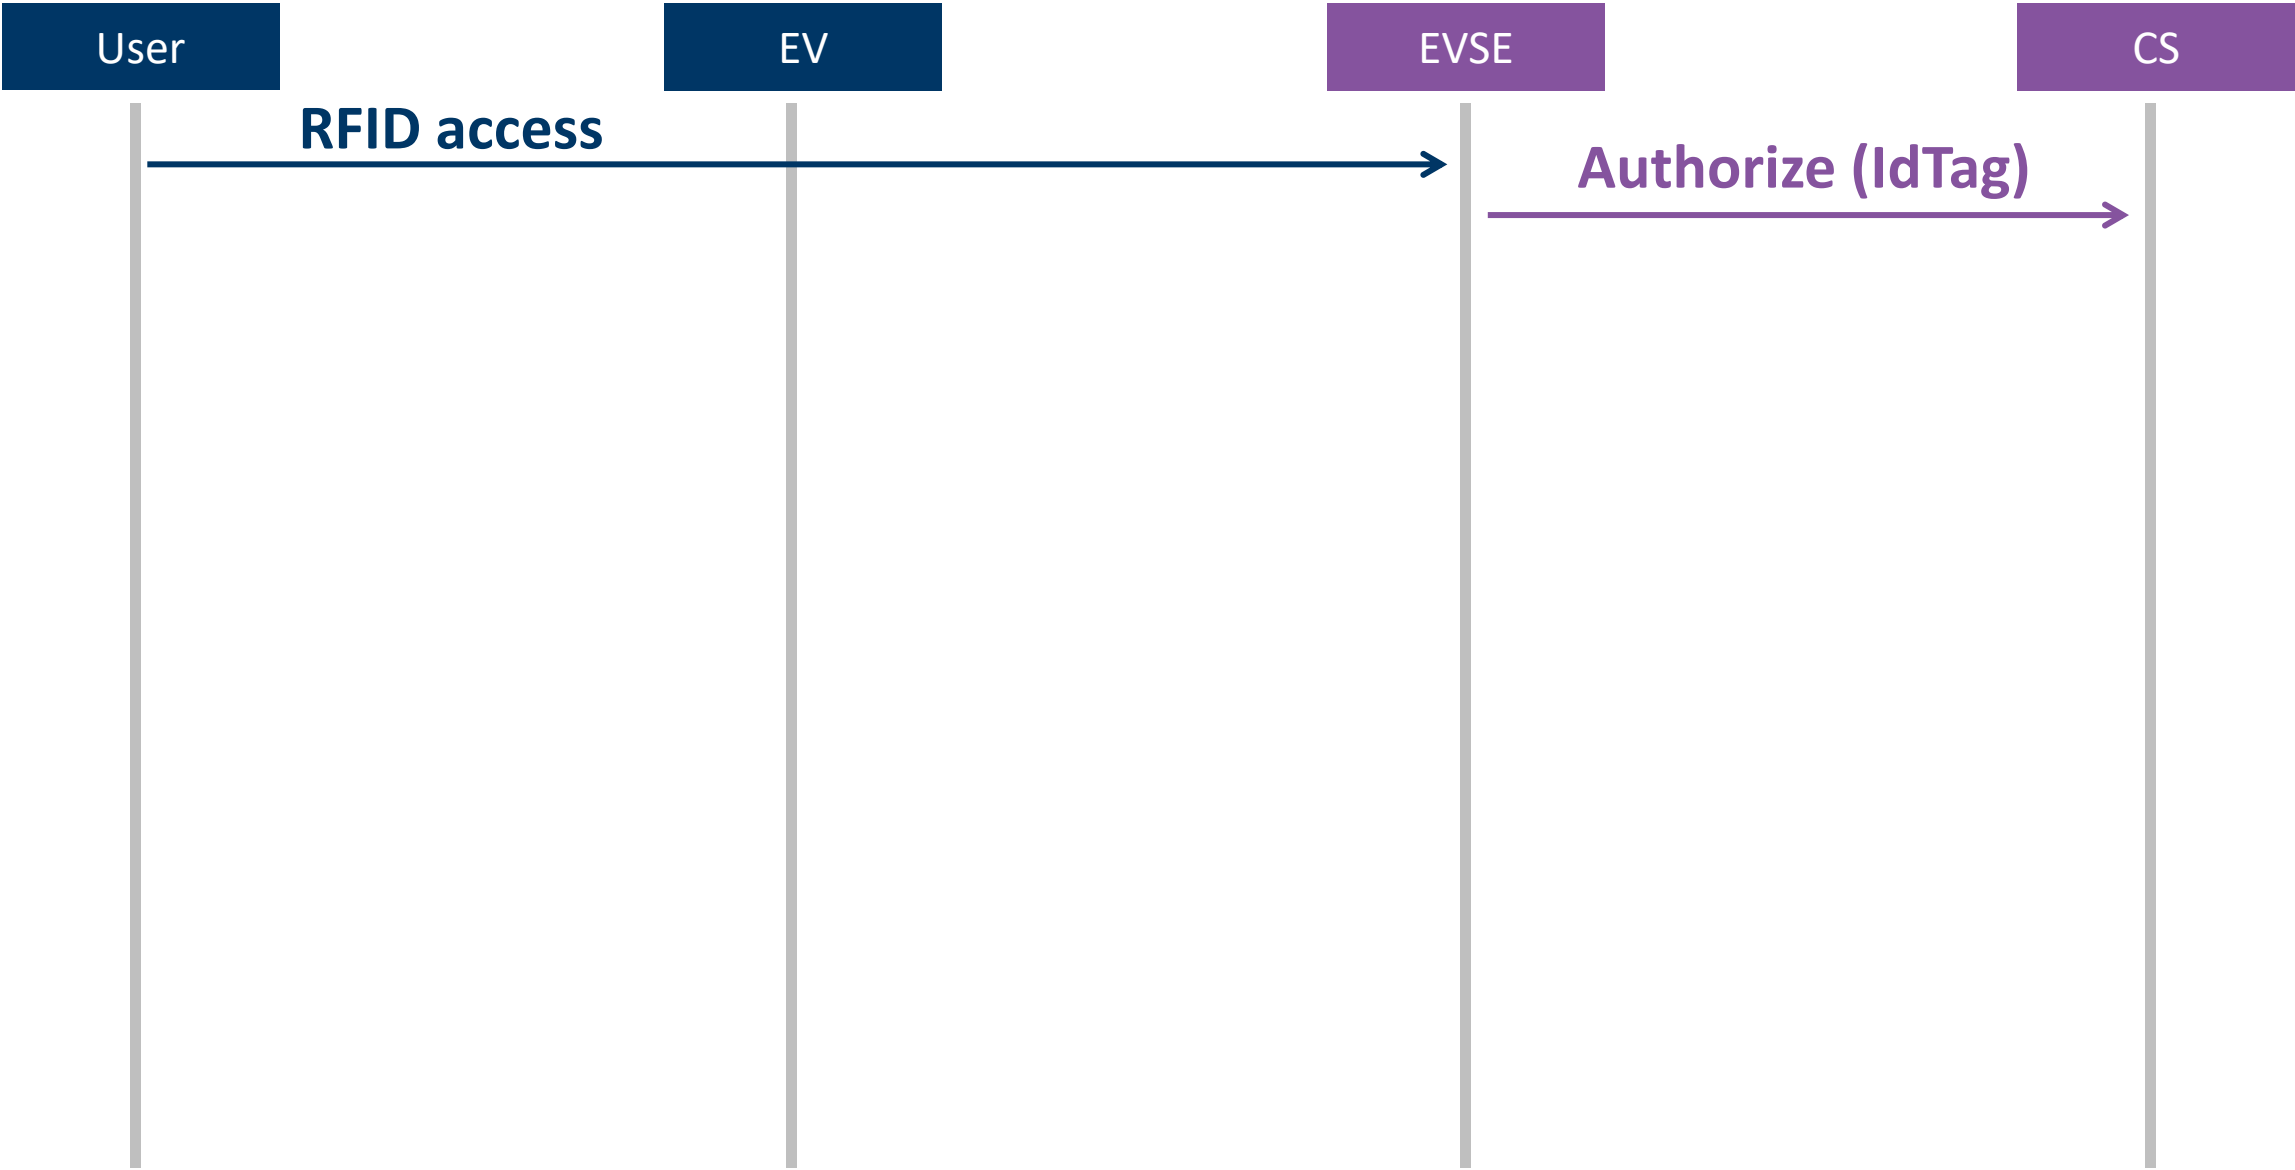 User
EV
EVSE
CS
RFID access
Authorize (IdTag)